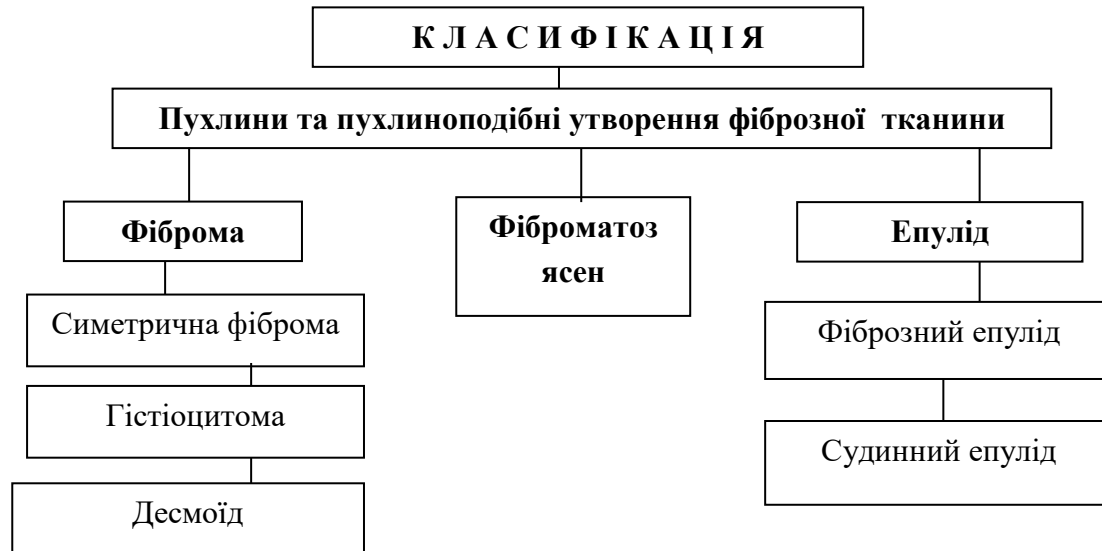 К Л А С И Ф І К А Ц І Я
Пухлини та пухлиноподібні утворення фіброзної тканини
Фіброма
Фіброматоз
ясен
Епулід
Симетрична фіброма
Фіброзний епулід
Гістіоцитома
Судинний епулід
Десмоїд